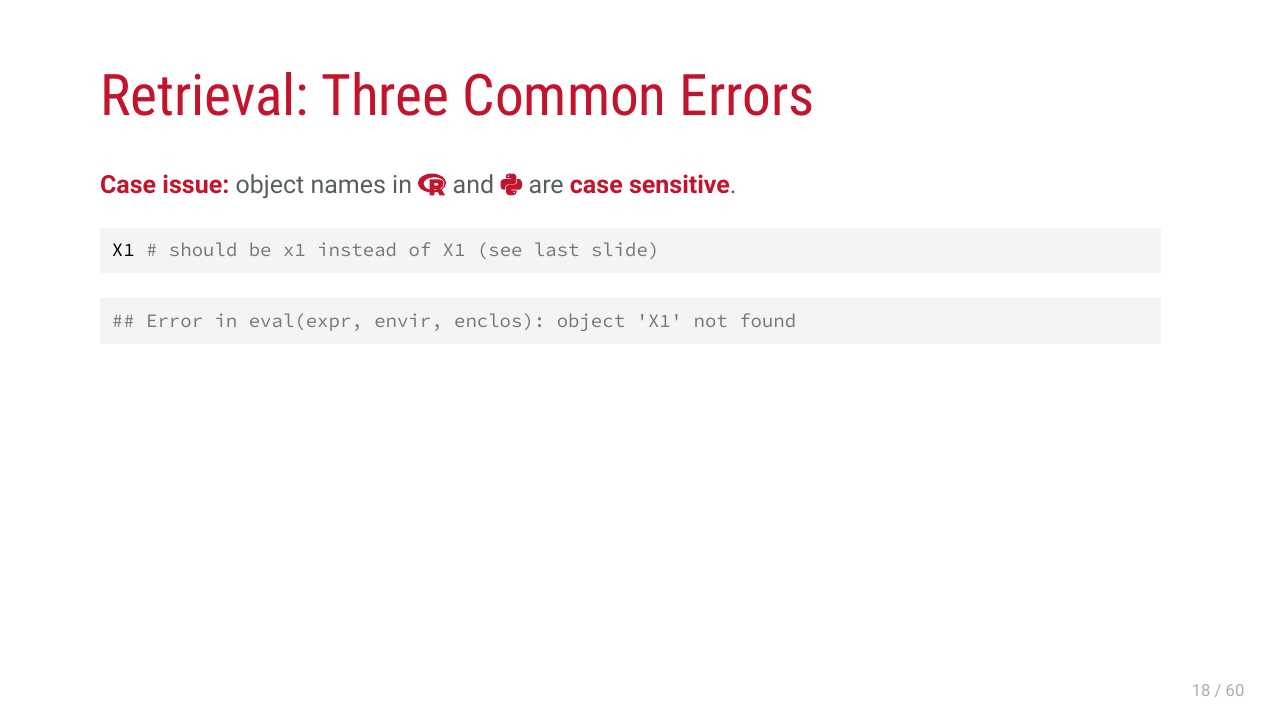 Retrieval: Three Common Errors
Case issue: object names in R and are case sensitive.
X1 # should be x1 instead of X1 (see last slide)
## Error in eval(expr, envir, enclos): object 'X1' not found
18 / 60